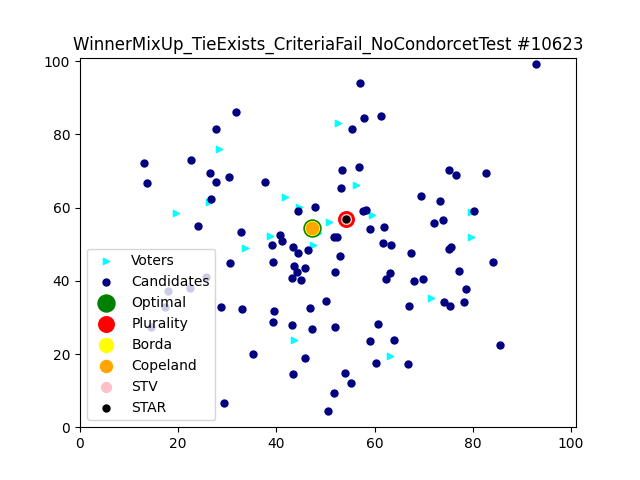 WinnerMixUp_TieExists_CriteriaFail_NoCondorcetTest #10623
100
80
60
40
20
0
Voters
Candidates
Optimal
Plurality
Borda
Copeland
STV
STAR
0 20 40 60 80 100